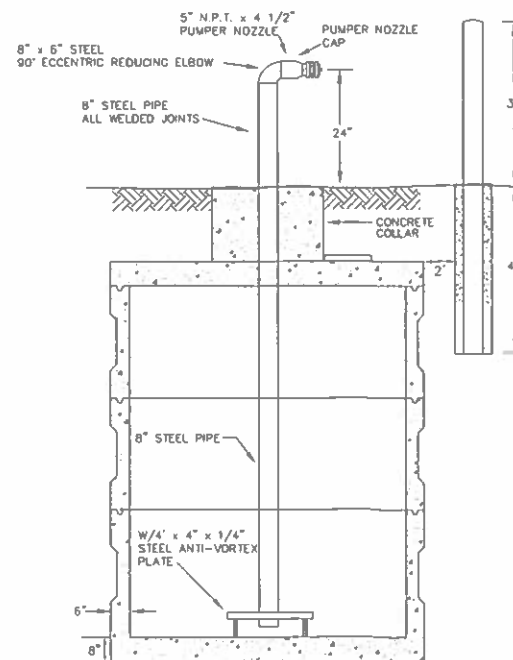 5" N.P.T. x 4 1/2"
PUMPER NOZZLE
PUMPER NOZZLE
CAP
8" x 6" STEEL
90° ECCENTRIC REDUCING ELBOW
8" STEEL PIPE
ALL WELDED JOINTS
24"
3
CONCRETE
COLLAR
2'
4
8" STEEL PIPE
W/4' x 4" x 1/4"
STEEL ANTI-VORTEX
PLATE
6"
8"